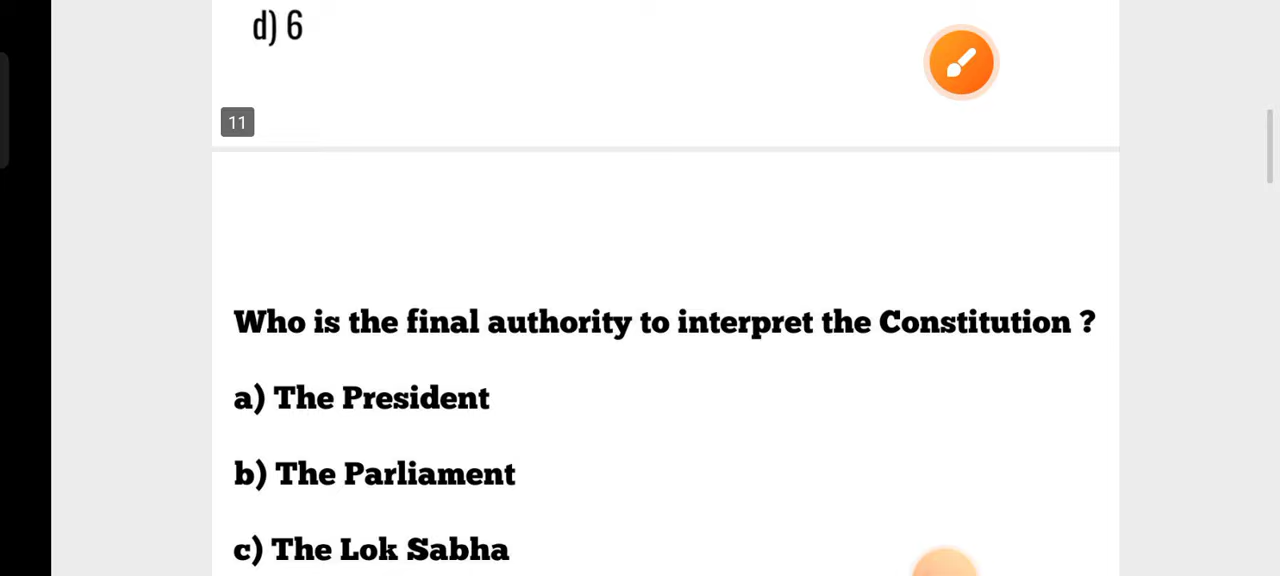 d) 6
11
Who is the final authority to interpret the Constitution ?
a) The President
b) The Parliament
c) The Lok Sabha